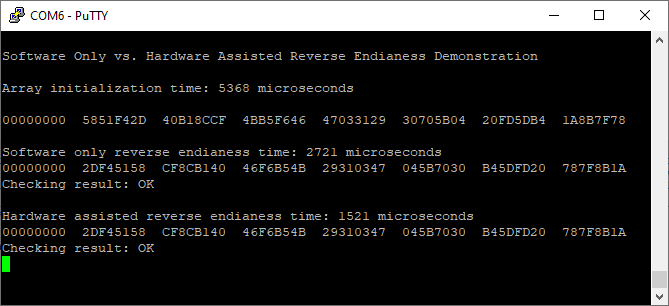 COM6 - PuTTY
Software Only vs. Hardware Assisted Reverse Endianess Demonstration
Array initialization time: 5368 microseconds
00000000  5851F42D  40B18CCF  4BB5F646  47033129  30705B04  20FD5DB4  1A8B7F78
Software only reverse endianess time: 2721 microseconds
00000000  2DF45158  CF8CB140  46F6B54B  29310347  045B7030  B45DFD20  787F8B1A
Checking result: OK
Hardware assisted reverse endianess time: 1521 microseconds
00000000  2DF45158  CF8CB140  46F6B54B  29310347  045B7030  B45DFD20  787F8B1A
Checking result: OK